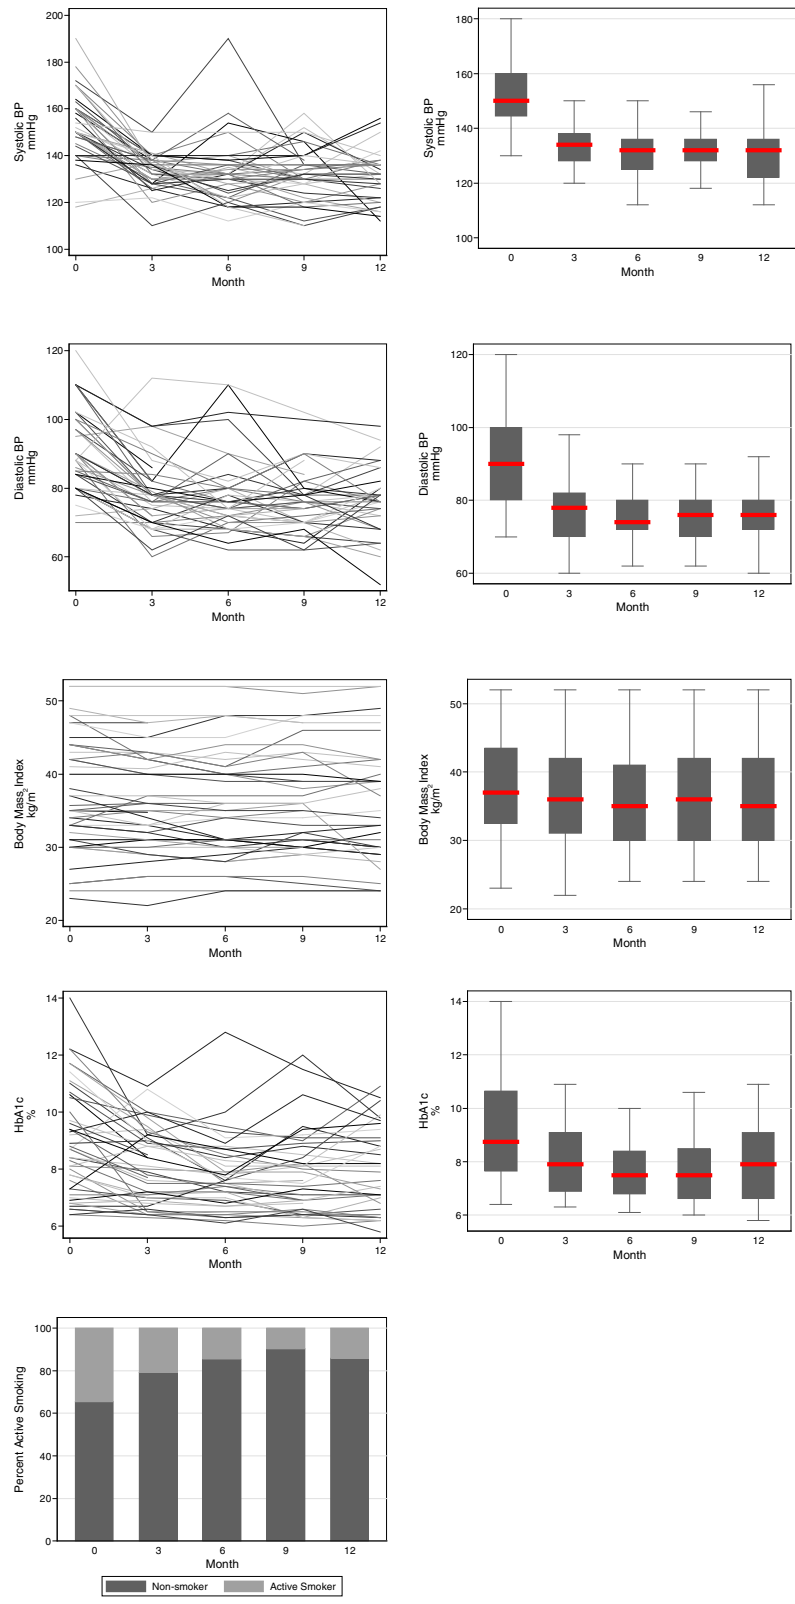 200
180
160
140
120
100
Systolic BP
mmHg
0 3 6 9 12
Month
180
160
140
120
100
Systolic BP
mmHg
0 3 6 9 12
Month
120
100
80
60
Diastolic BP
mmHg
0 3 6 9 12
Month
120
100
80
60
Diastolic BP
mmHg
0 3 6 9 12
Month
50
40
30
20
Body Mass Index
kg/m²
0 3 6 9 12
Month
50
40
30
20
Body Mass Index
kg/m²
0 3 6 9 12
Month
14
12
10
8
6
HbA1c
%
0 3 6 9 12
Month
14
12
10
8
6
HbA1c
%
0 3 6 9 12
Month
100
80
60
40
20
0
Percent Active Smoking
0 3 6 9 12
Month
Non-smoker Active Smoker